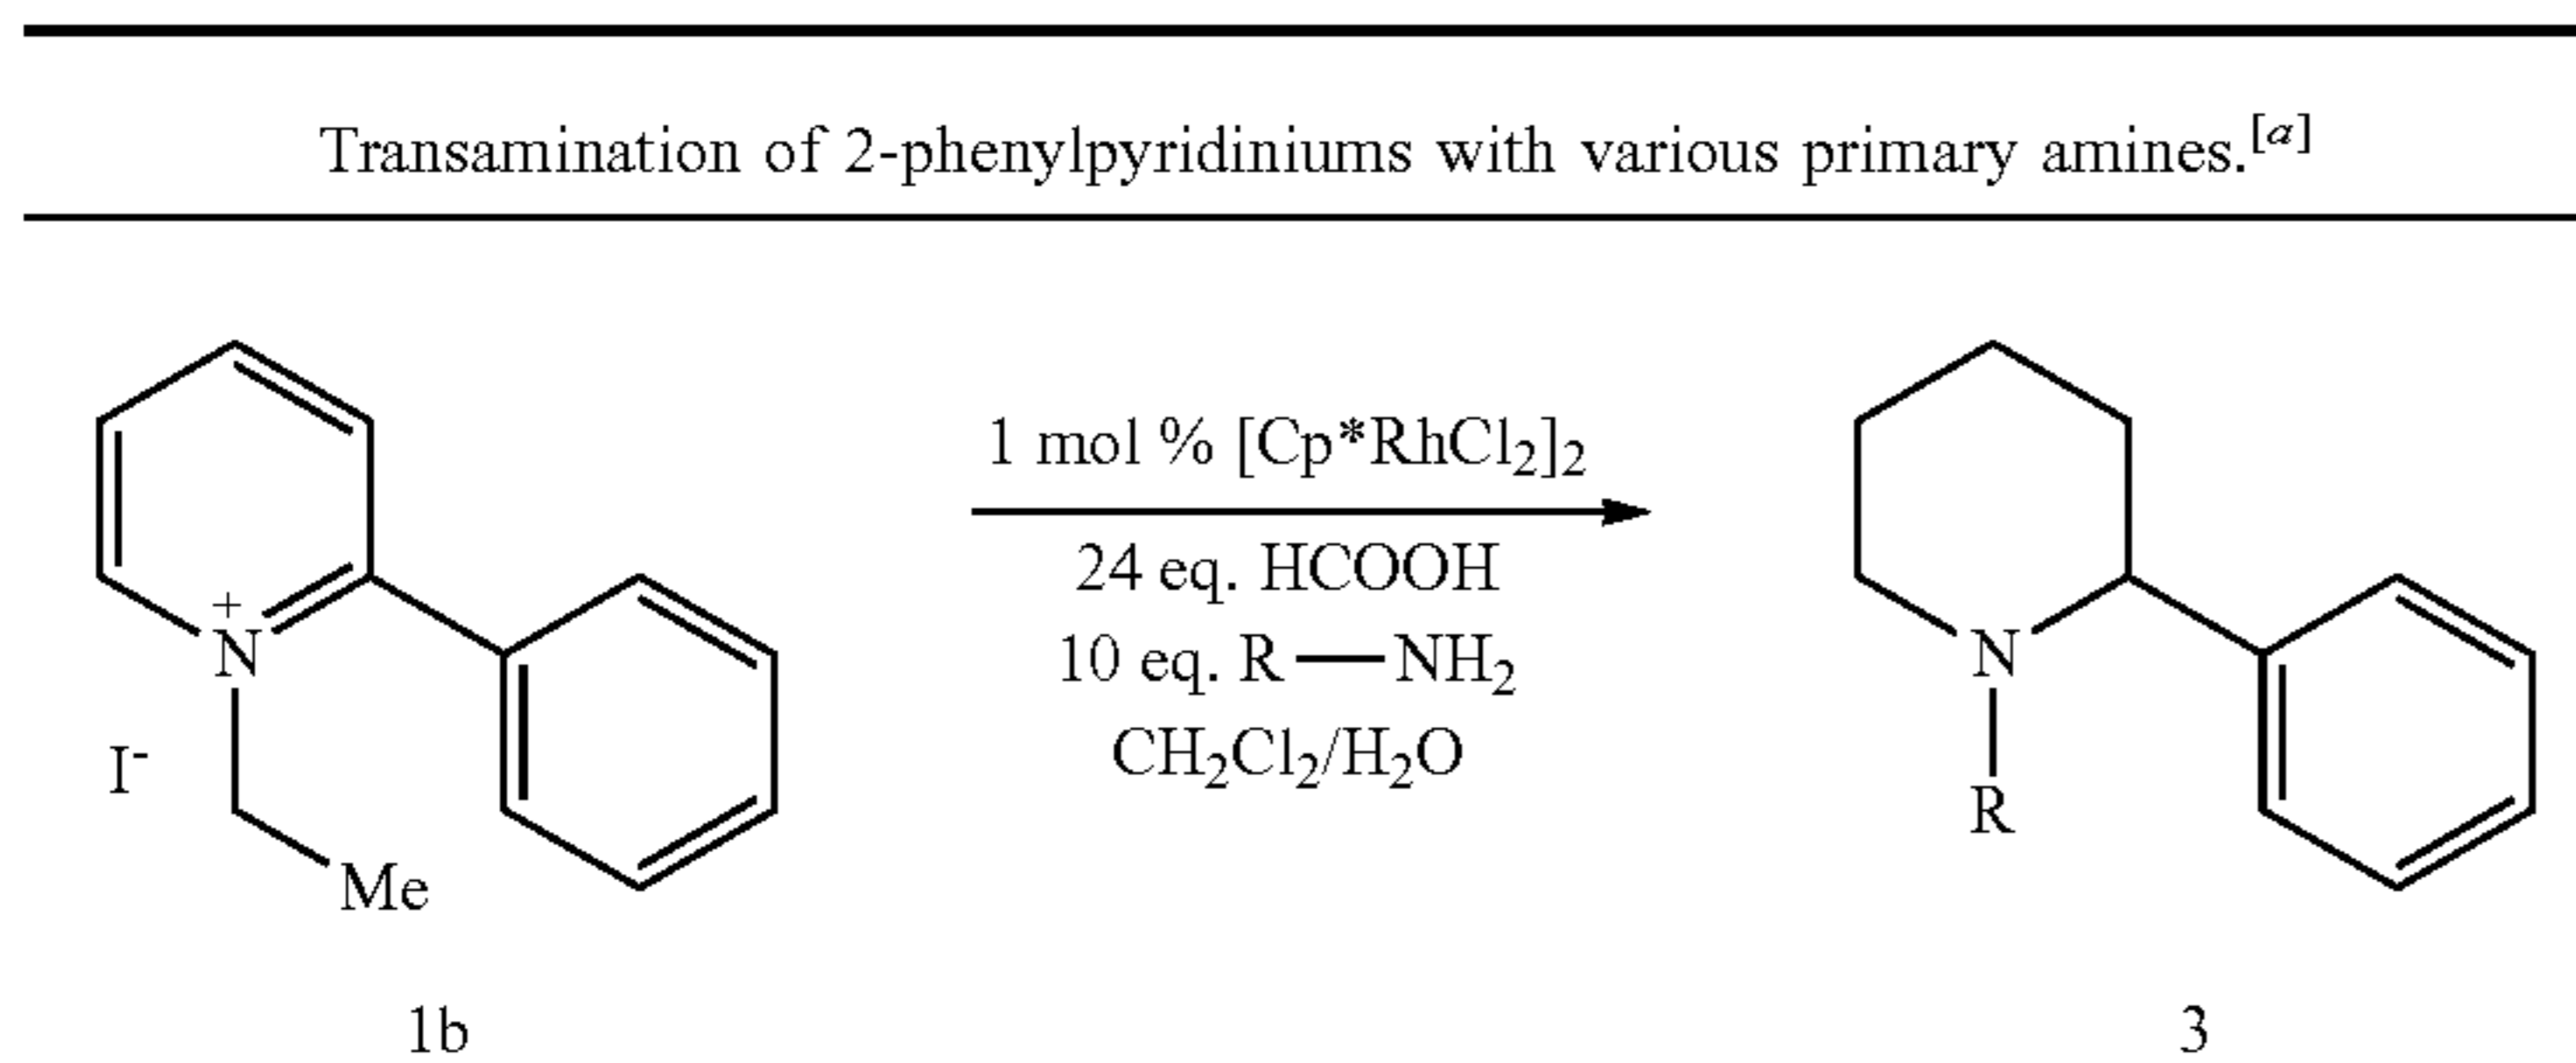 Transamination of 2-phenylpyridiniums with various primary amines.[a]
1 mol % [Cp*RhCl2]2
24 eq. HCOOH
10 eq. R—NH2
CH2Cl2/H2O
N+
I-
Me
N
R
1b
3